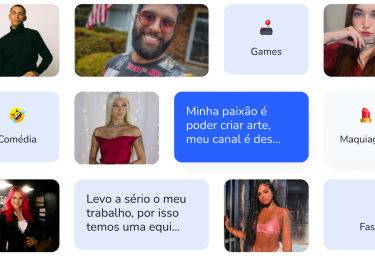 Games
Comédia
Minha paixão é
poder criar arte,
meu canal é des...
Maquiag
Levo a sério o meu
trabalho, por isso
temos uma equi...
Fas